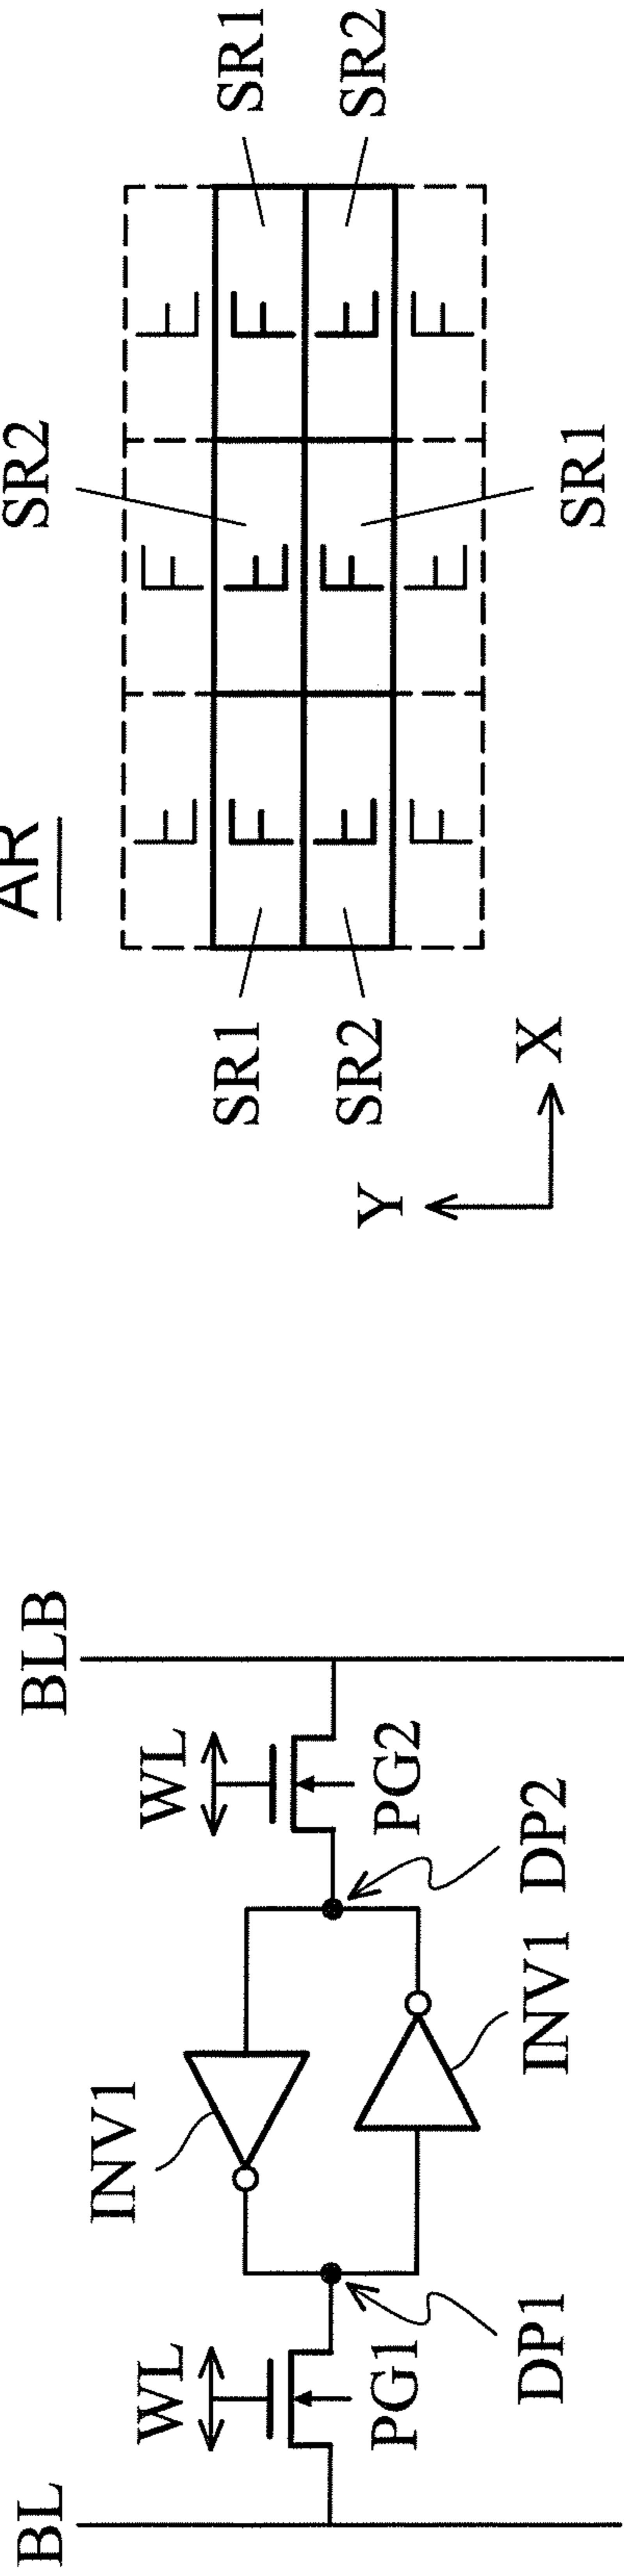 BL
WL
INV1
WL
BLB
PG1
PG2
DP1
INV1
DP2
AR
SR2
F F F
SR1
F F F
SR1
SR2
F F F
SR2
F F F
SR1
Y
X